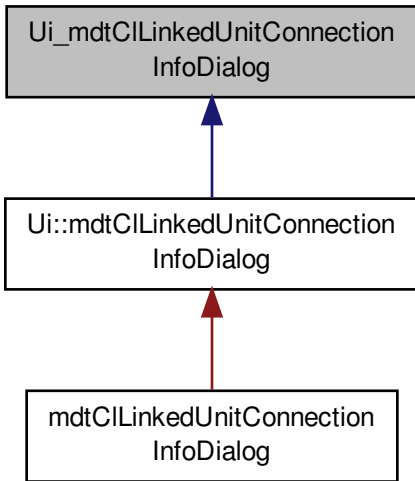 Ui_mdtClLinkedUnitConnection
InfoDialog
Ui::mdtClLinkedUnitConnection
InfoDialog
mdtClLinkedUnitConnection
InfoDialog